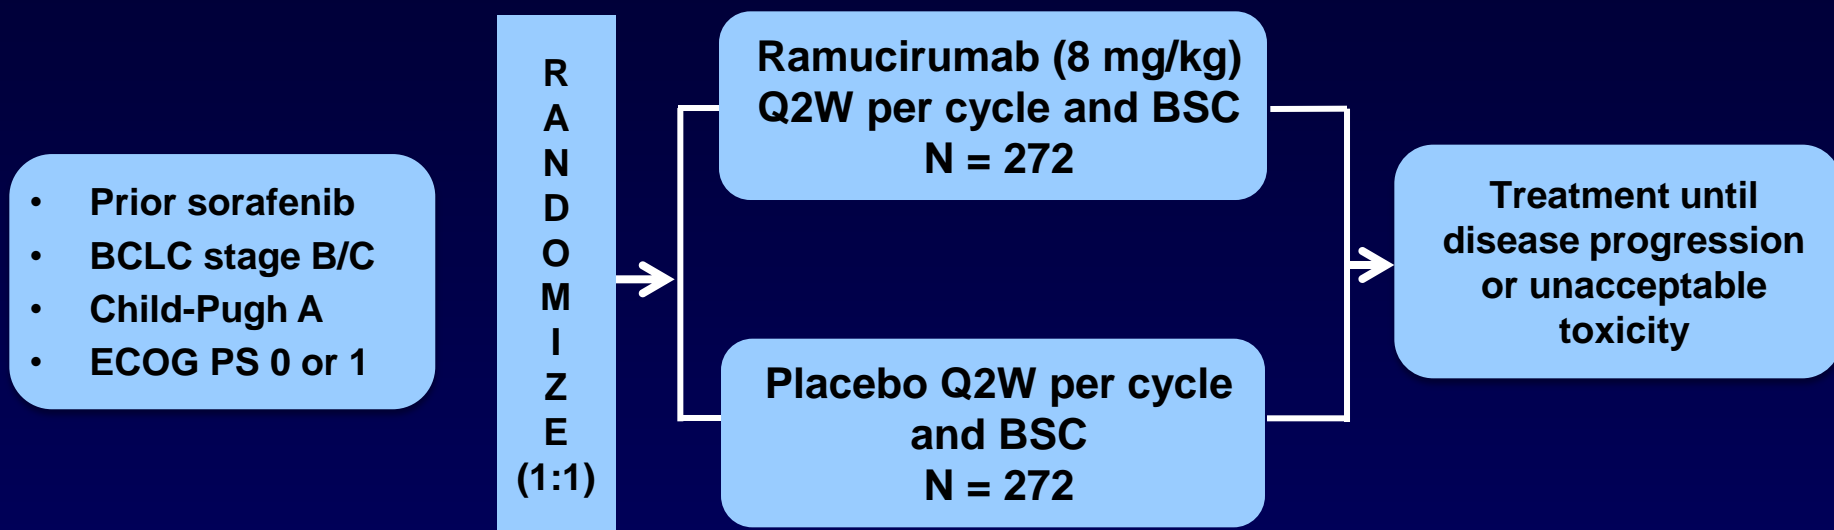 • Prior sorafenib
• BCLC stage B/C
• Child-Pugh A
• ECOG PS 0 or 1
R
A
N
D
O
M
I
Z
E
(1:1)
Ramucirumab (8 mg/kg)
Q2W per cycle and BSC
N = 272
Placebo Q2W per cycle
and BSC
N = 272
Treatment until
disease progression
or unacceptable
toxicity